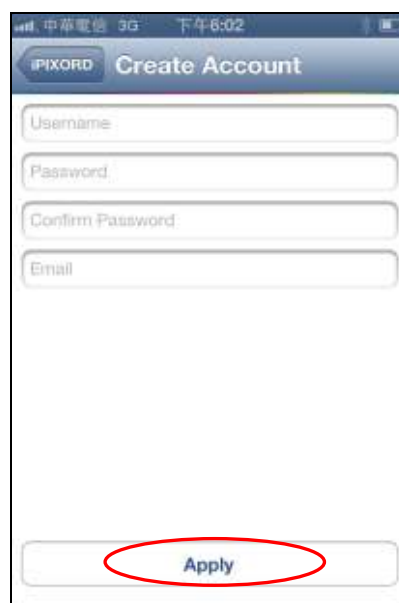 中華電信 3G 下午6:02
iPIXORD Create Account
Username
Password
Confirm Password
Email
Apply